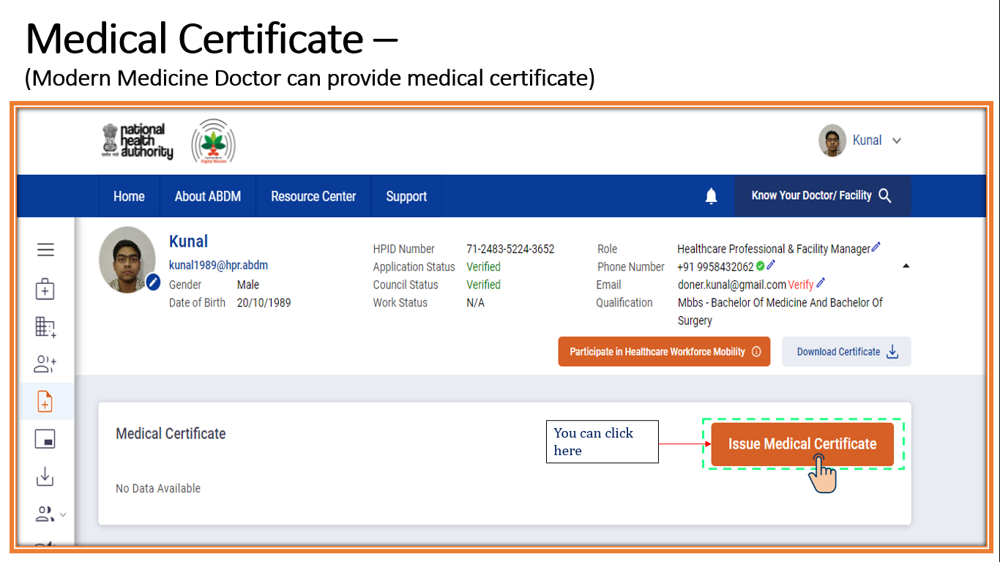 Medical Certificate –
(Modern Medicine Doctor can provide medical certificate)
national
health
authority
Digital Mission
Kunal
Home
About ABDM
Resource Center
Support
Know Your Doctor/ Facility
Kunal
kunal1989@hpr.abdm
Gender Male
Date of Birth 20/10/1989
HPID Number 71-2483-5224-3652
Application Status Verified
Council Status Verified
Work Status N/A
Role Healthcare Professional & Facility Manager
Phone Number +91 9958432062
Email doner.kunal@gmail.com Verify
Qualification Mbbs - Bachelor Of Medicine And Bachelor Of
Surgery
Participate in Healthcare Workforce Mobility
Download Certificate
Medical Certificate
You can click
here
Issue Medical Certificate
No Data Available